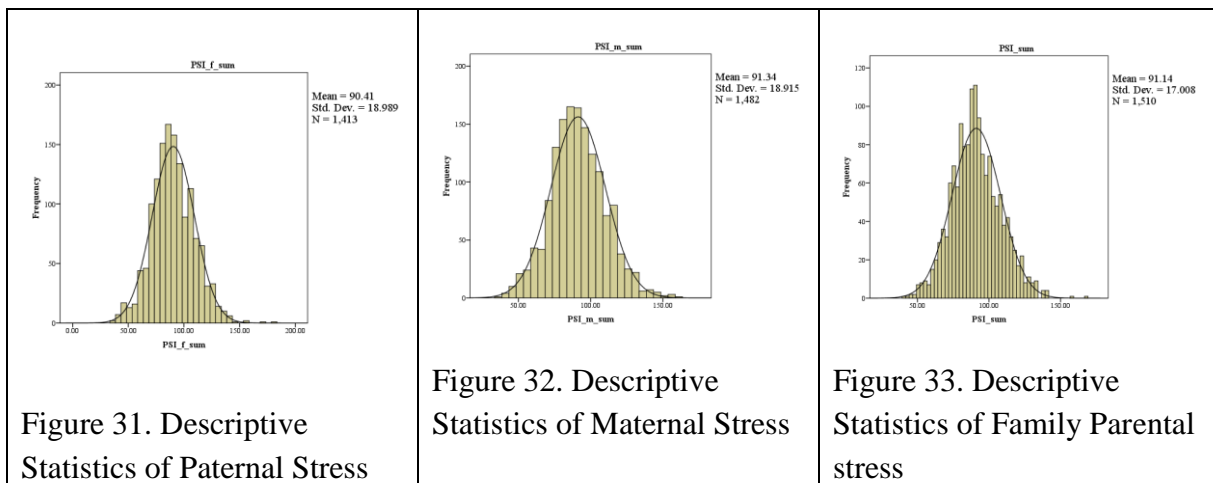 PSI_f_sum
200
150
100
50
0
Frequency
0.00 50.00 100.00 150.00 200.00
PSI_f_sum
Mean = 90.41
Std. Dev. = 18.989
N = 1,413
Figure 31. Descriptive
Statistics of Paternal Stress
PSI_m_sum
200
150
100
50
0
Frequency
50.00 100.00 150.00
PSI_m_sum
Mean = 91.34
Std. Dev. = 18.915
N = 1,482
Figure 32. Descriptive
Statistics of Maternal Stress
PSI_sum
120
100
80
60
40
20
0
Frequency
50.00 100.00 150.00
PSI_sum
Mean = 91.14
Std. Dev. = 17.008
N = 1,510
Figure 33. Descriptive
Statistics of Family Parental
stress